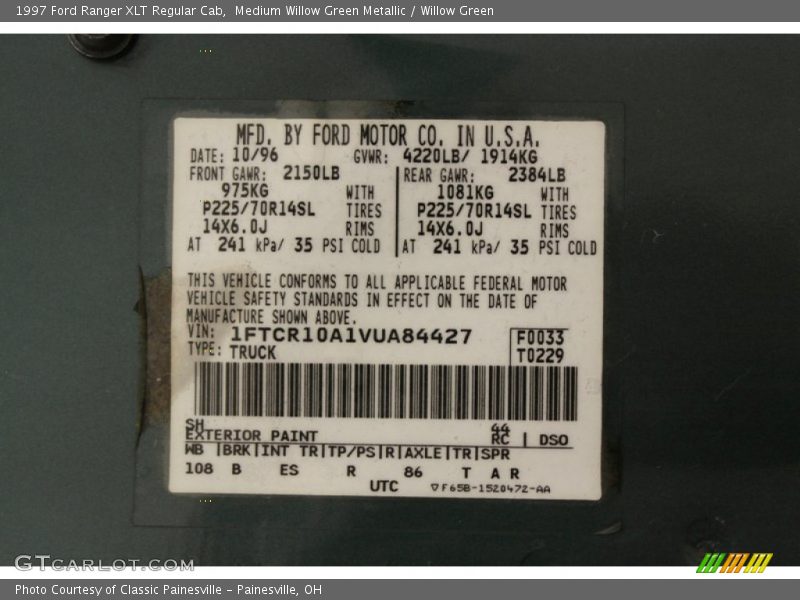 1997 Ford Ranger XLT Regular Cab,  Medium Willow Green Metallic / Willow Green
MFD. BY FORD MOTOR CO. IN U.S.A.
DATE: 10/96 GVWR: 4220LB/ 1914KG
FRONT GAWR: 2150LB REAR GAWR: 2384LB
975KG WITH 1081KG WITH
P225/70R14SL TIRES P225/70R14SL TIRES
14X6.0J RIMS 14X6.0J RIMS
AT 241 kPa/ 35 PSI COLD AT 241 kPa/ 35 PSI COLD
THIS VEHICLE CONFORMS TO ALL APPLICABLE FEDERAL MOTOR
VEHICLE SAFETY STANDARDS IN EFFECT ON THE DATE OF
MANUFACTURE SHOWN ABOVE.
VIN: 1FTCR10A1VUA84427 F0033
TYPE: TRUCK T0229
SH 44
EXTERIOR PAINT RC | DSO
WB |BRK|INT TR|TP/PS|R|AXLE|TR|SPR
108 B ES R 86 T A R
UTC ▽F65B-1520472-AA
GTCARLOT.COM
Photo Courtesy of Classic Painesville - Painesville, OH